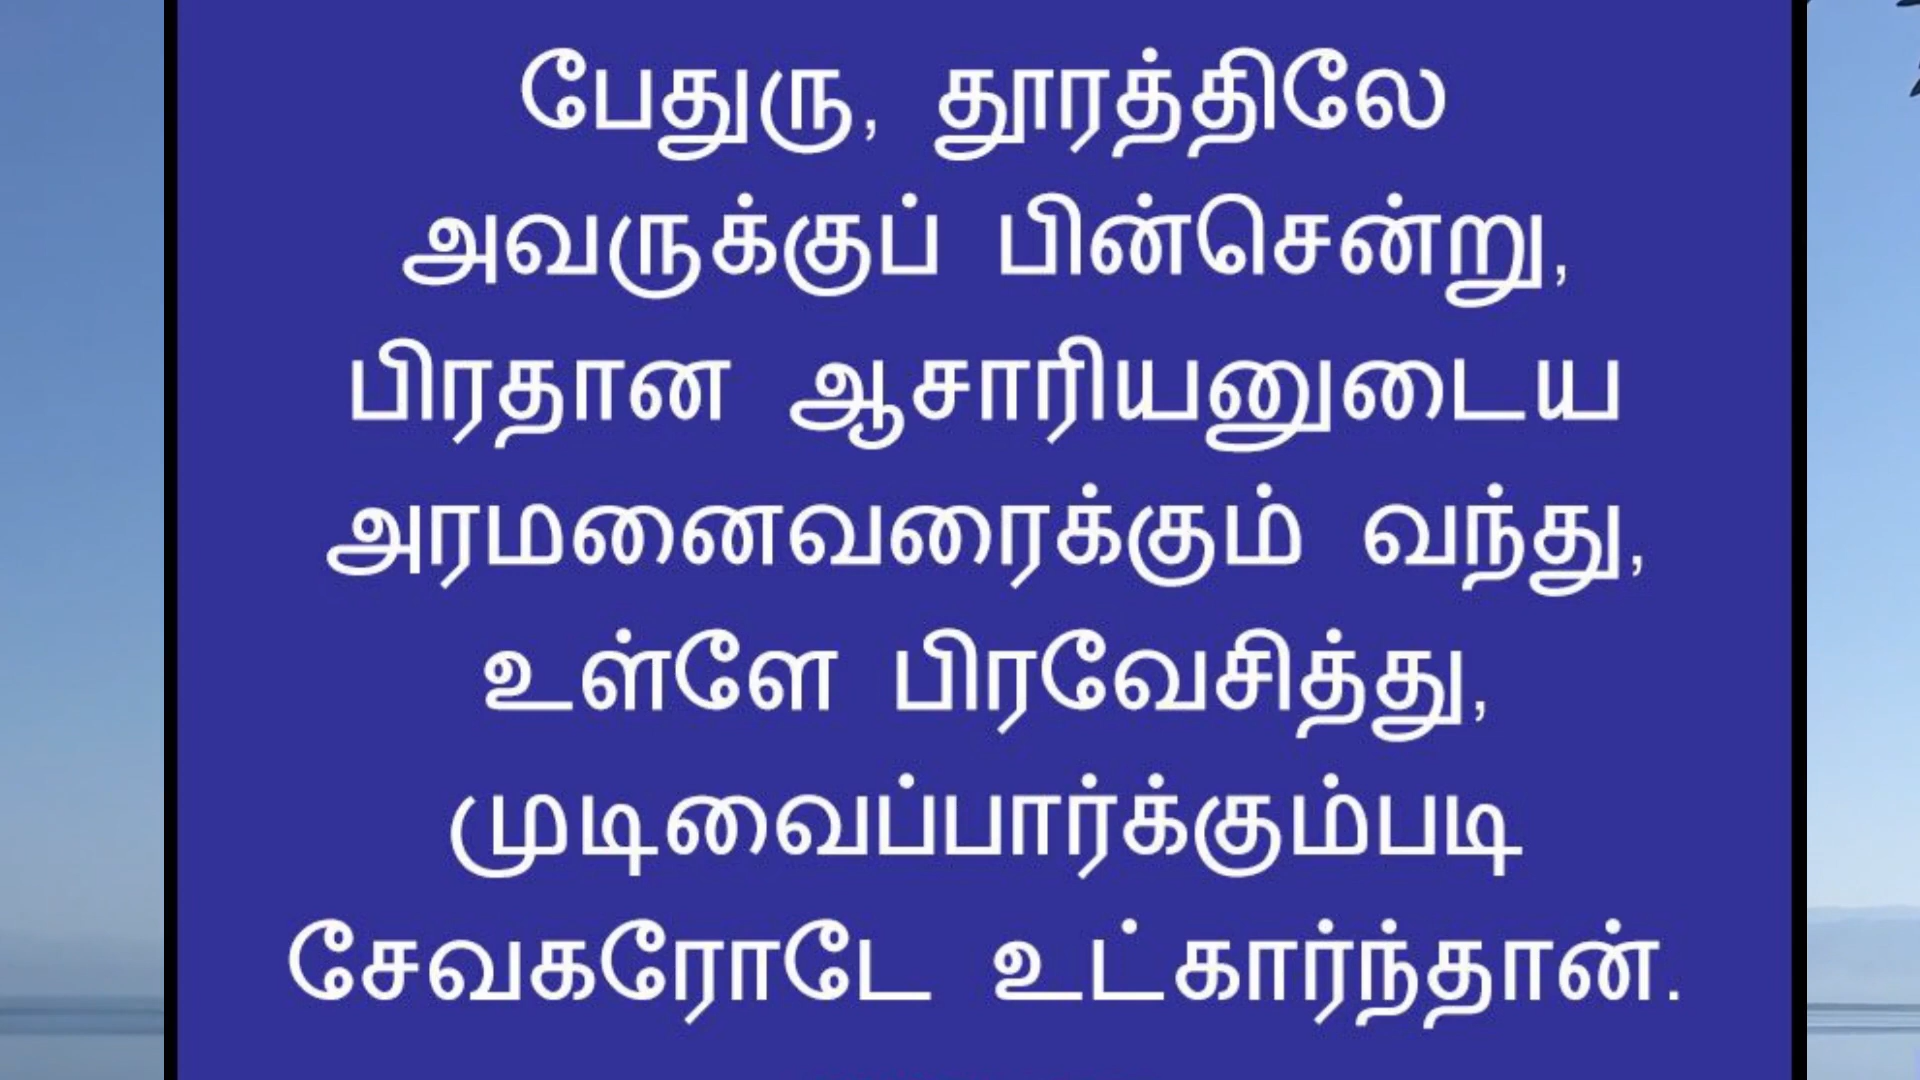 பேதுரு, தூரத்திலே
அவருக்குப் பின்சென்று,
பிரதான ஆசாரியனுடைய
அரமனைவரைக்கும் வந்து,
உள்ளே பிரவேசித்து,
முடிவைப்பார்க்கும்படி
சேவகரோடே உட்கார்ந்தான்.